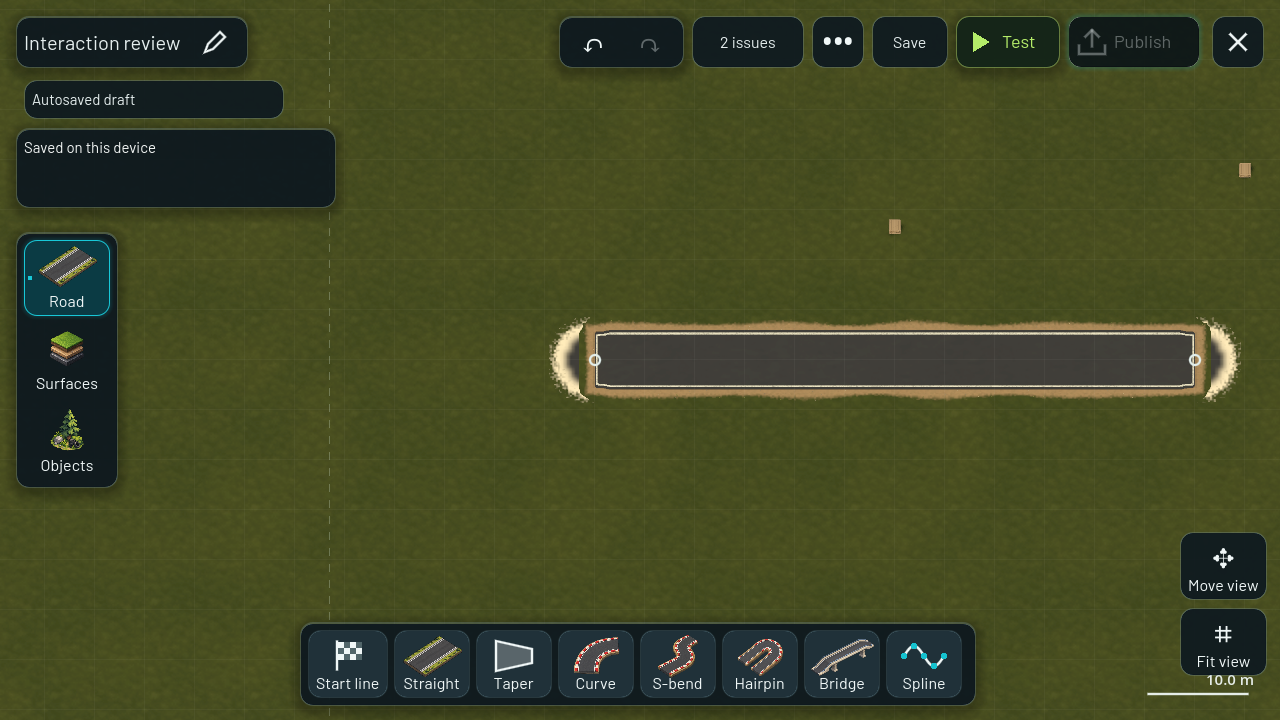 Interaction review
2 issues
Save
Test
Publish
Autosaved draft
Saved on this device
Road
Surfaces
Objects
Move view
Fit view
10.0 m
Start line
Straight
Taper
Curve
S-bend
Hairpin
Bridge
Spline